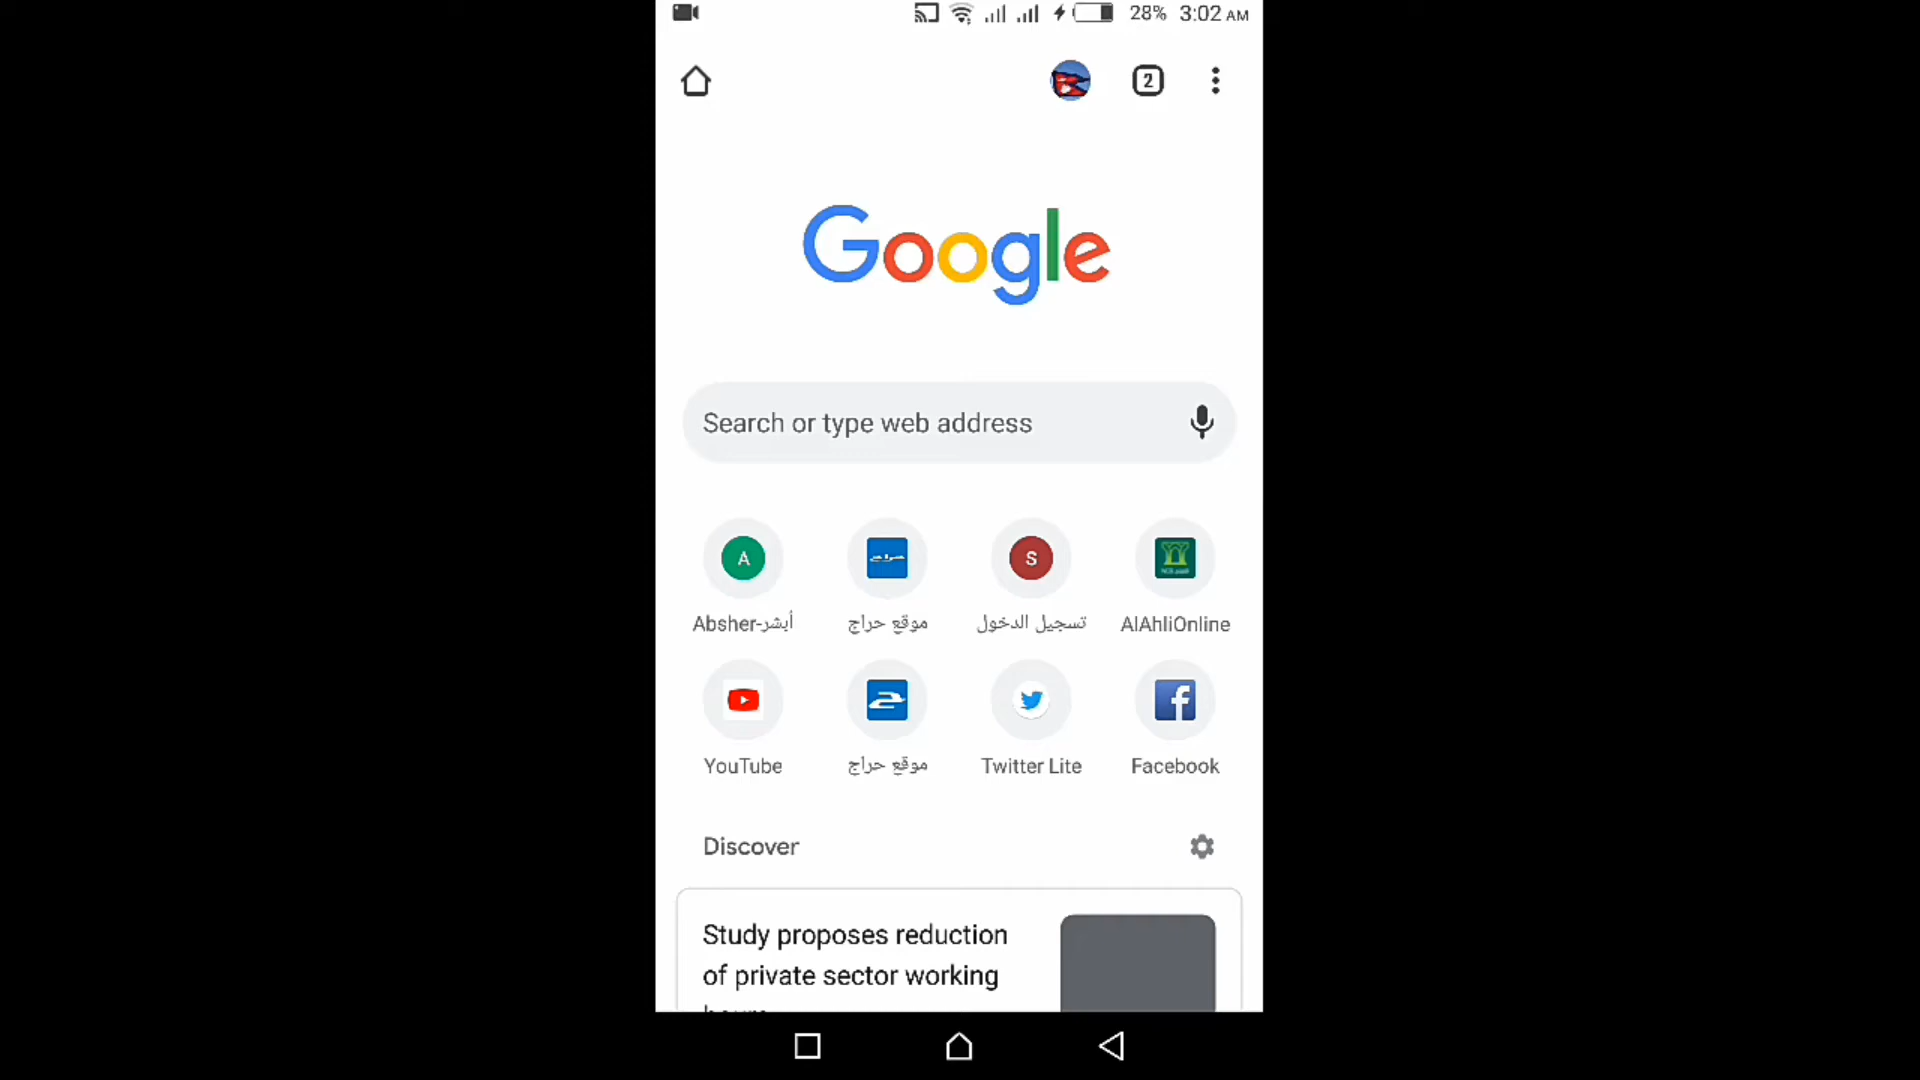 28% 3:02 AM
2
Google
Search or type web address
A
S
Absher-أبشر
موقع حراج
تسجيل الدخول
AlAhliOnline
YouTube
موقع حراج
Twitter Lite
Facebook
Discover
Study proposes reduction
of private sector working